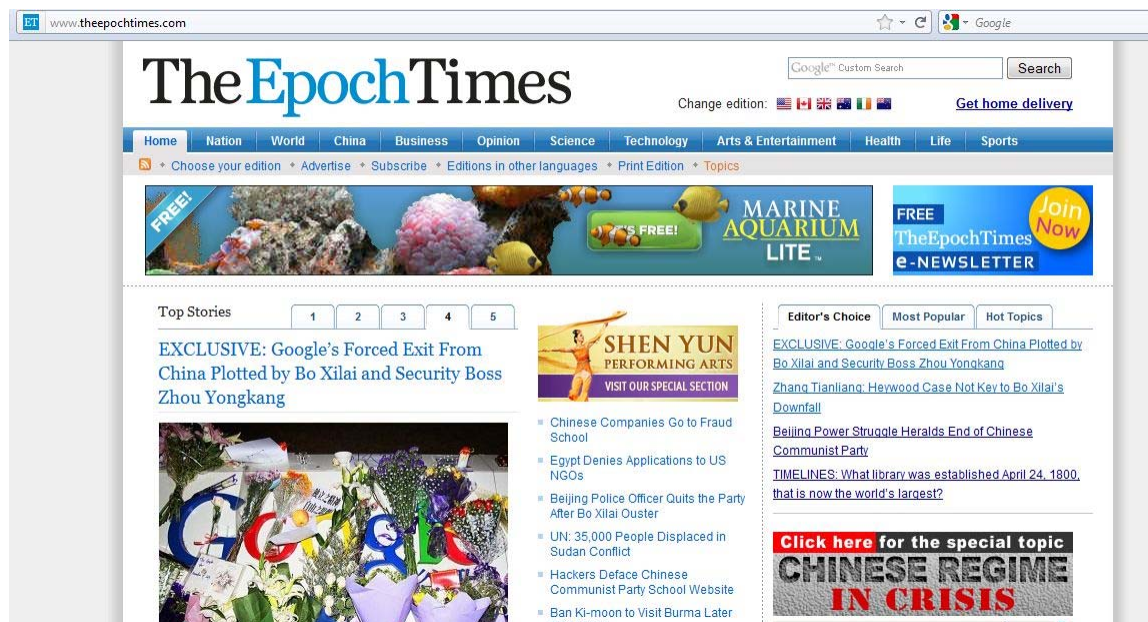 ET www.theepochtimes.com
Google
The Epoch Times
Google™ Custom Search
Search
Change edition:
Get home delivery
Home Nation World China Business Opinion Science Technology Arts & Entertainment Health Life Sports
Choose your edition Advertise Subscribe Editions in other languages Print Edition Topics
FREE!
MARINE
AQUARIUM
LITE ™
FREE
Join
Now
TheEpochTimes
e-NEWSLETTER
Top Stories
1 2 3 4 5
EXCLUSIVE: Google’s Forced Exit From
China Plotted by Bo Xilai and Security Boss
Zhou Yongkang
Google
SHEN YUN
PERFORMING ARTS
VISIT OUR SPECIAL SECTION
Chinese Companies Go to Fraud
School
Egypt Denies Applications to US
NGOs
Beijing Police Officer Quits the Party
After Bo Xilai Ouster
UN: 35,000 People Displaced in
Sudan Conflict
Hackers Deface Chinese
Communist Party School Website
Ban Ki-moon to Visit Burma Later
Editor's Choice Most Popular Hot Topics
EXCLUSIVE: Google’s Forced Exit From China Plotted by
Bo Xilai and Security Boss Zhou Yongkang
Zhang Tianliang: Heywood Case Not Key to Bo Xilai’s
Downfall
Beijing Power Struggle Heralds End of Chinese
Communist Party
TIMELINES: What library was established April 24, 1800,
that is now the world’s largest?
Click here for the special topic
CHINESE REGIME
IN CRISIS